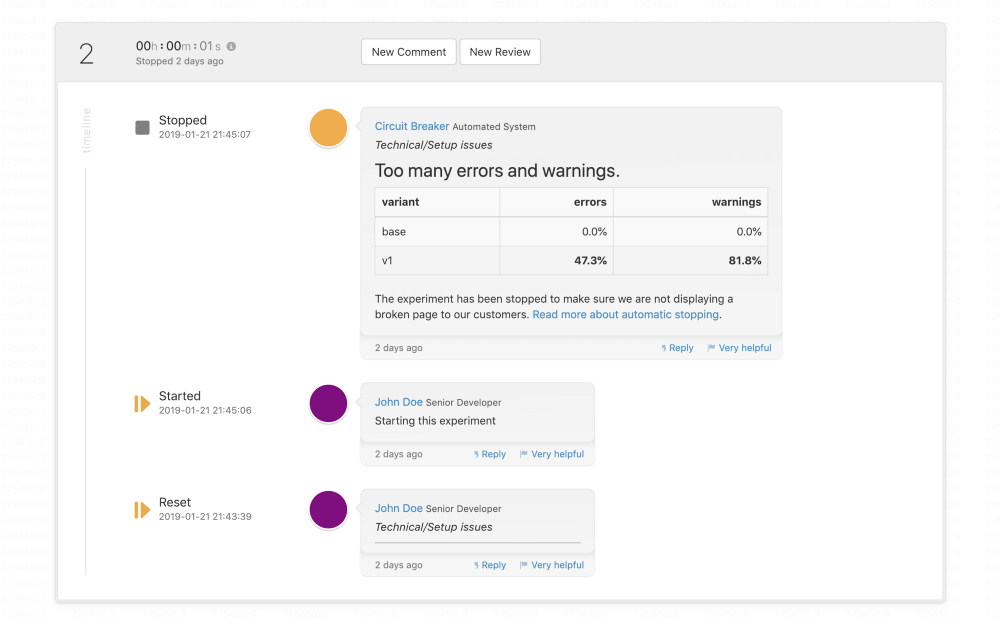 2
00h : 00m : 01s
Stopped 2 days ago
New Comment
New Review
timeline
Stopped
2019-01-21 21:45:07
Circuit Breaker Automated System
Technical/Setup issues
Too many errors and warnings.
variant errors warnings
base 0.0% 0.0%
v1 47.3% 81.8%
The experiment has been stopped to make sure we are not displaying a
broken page to our customers. Read more about automatic stopping.
2 days ago Reply Very helpful
Started
2019-01-21 21:45:06
John Doe Senior Developer
Starting this experiment
2 days ago Reply Very helpful
Reset
2019-01-21 21:43:39
John Doe Senior Developer
Technical/Setup issues
2 days ago Reply Very helpful